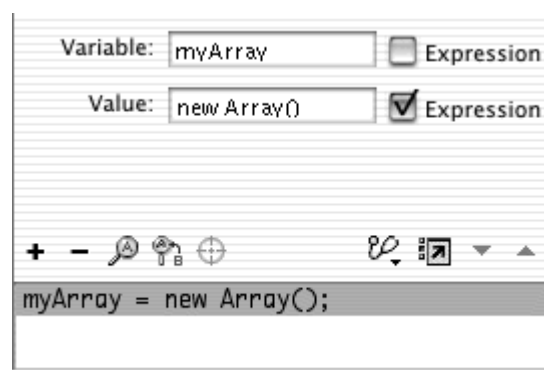 Variable: myArray Expression
Value: new Array() Expression
+ -
myArray = new Array();